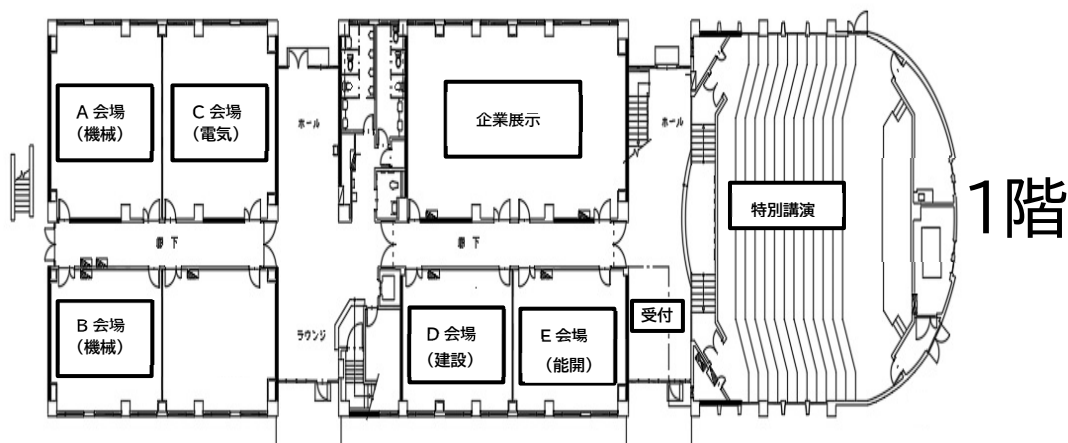 A 会場
（機械）
C 会場
（電気）
ホール
企業展示
ホール
特別講演
1階
廊 下
廊 下
B 会場
（機械）
ラウンジ
D 会場
（建設）
E 会場
（能開）
受付